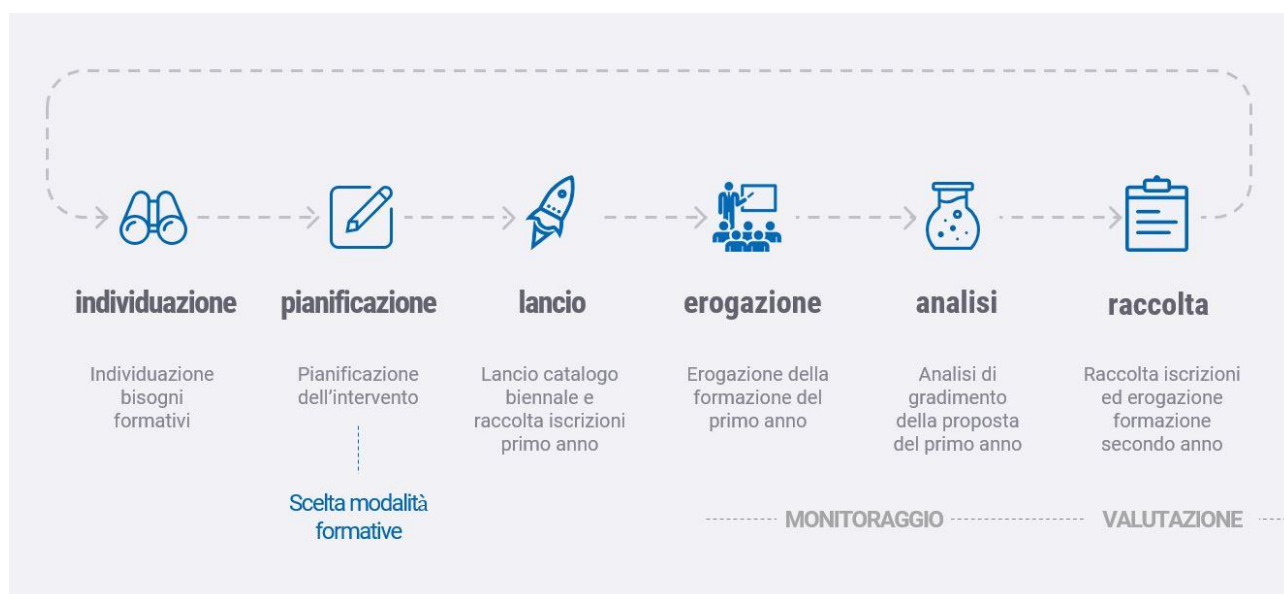 individuazione
pianificazione
lancio
erogazione
analisi
raccolta
Individuazione
bisogni
formativi
Pianificazione
dell'intervento
Lancio catalogo
biennale e
raccolta iscrizioni
primo anno
Erogazione della
formazione del
primo anno
Analisi di
gradimento
della proposta
del primo anno
Raccolta iscrizioni
ed erogazione
formazione
secondo anno
Scelta modalità
formative
MONITORAGGIO
VALUTAZIONE